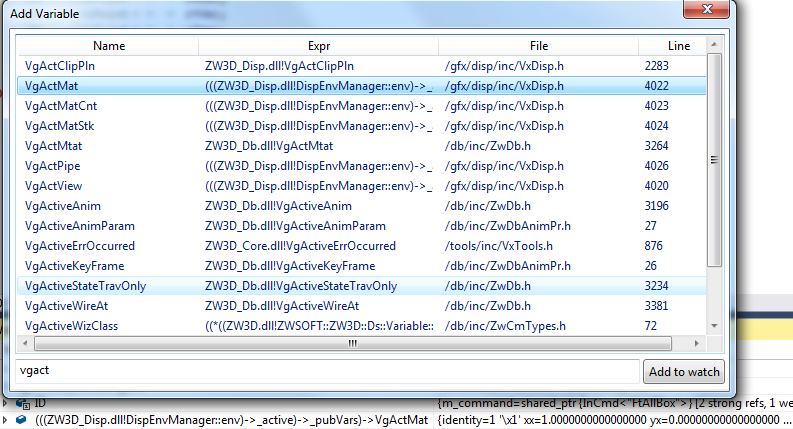 Add Variable
Name Expr File Line
VgActClipPln ZW3D_Disp.dll!VgActClipPln /gfx/disp/inc/VxDisp.h 2283
VgActMat (((ZW3D_Disp.dll!DispEnvManager::env)->_ /gfx/disp/inc/VxDisp.h 4022
VgActMatCnt (((ZW3D_Disp.dll!DispEnvManager::env)->_ /gfx/disp/inc/VxDisp.h 4023
VgActMatStk (((ZW3D_Disp.dll!DispEnvManager::env)->_ /gfx/disp/inc/VxDisp.h 4024
VgActMtat ZW3D_Db.dll!VgActMtat /db/inc/ZwDb.h 3264
VgActPipe (((ZW3D_Disp.dll!DispEnvManager::env)->_ /gfx/disp/inc/VxDisp.h 4026
VgActView (((ZW3D_Disp.dll!DispEnvManager::env)->_ /gfx/disp/inc/VxDisp.h 4020
VgActiveAnim ZW3D_Db.dll!VgActiveAnim /db/inc/ZwDb.h 3196
VgActiveAnimParam ZW3D_Db.dll!VgActiveAnimParam /db/inc/ZwDbAnimPr.h 27
VgActiveErrOccurred ZW3D_Core.dll!VgActiveErrOccurred /tools/inc/VxTools.h 876
VgActiveKeyFrame ZW3D_Db.dll!VgActiveKeyFrame /db/inc/ZwDbAnimPr.h 26
VgActiveStateTravOnly ZW3D_Db.dll!VgActiveStateTravOnly /db/inc/ZwDb.h 3234
VgActiveWireAt ZW3D_Db.dll!VgActiveWireAt /db/inc/ZwDb.h 3381
VgActiveWizClass ((*((ZW3D.dll!ZWSOFT::ZW3D::Ds::Variable:: /db/inc/ZwCmTypes.h 72
vgact Add to watch
ID {m_command=shared_ptr {InCmd<"FtAllBox">} [2 strong refs, 1 we
(((ZW3D_Disp.dll!DispEnvManager::env)->_active)->_pubVars)->VgActMat {identity=1 '\x1' xx=1.0000000000000000 yx=0.00000000000000000 ...